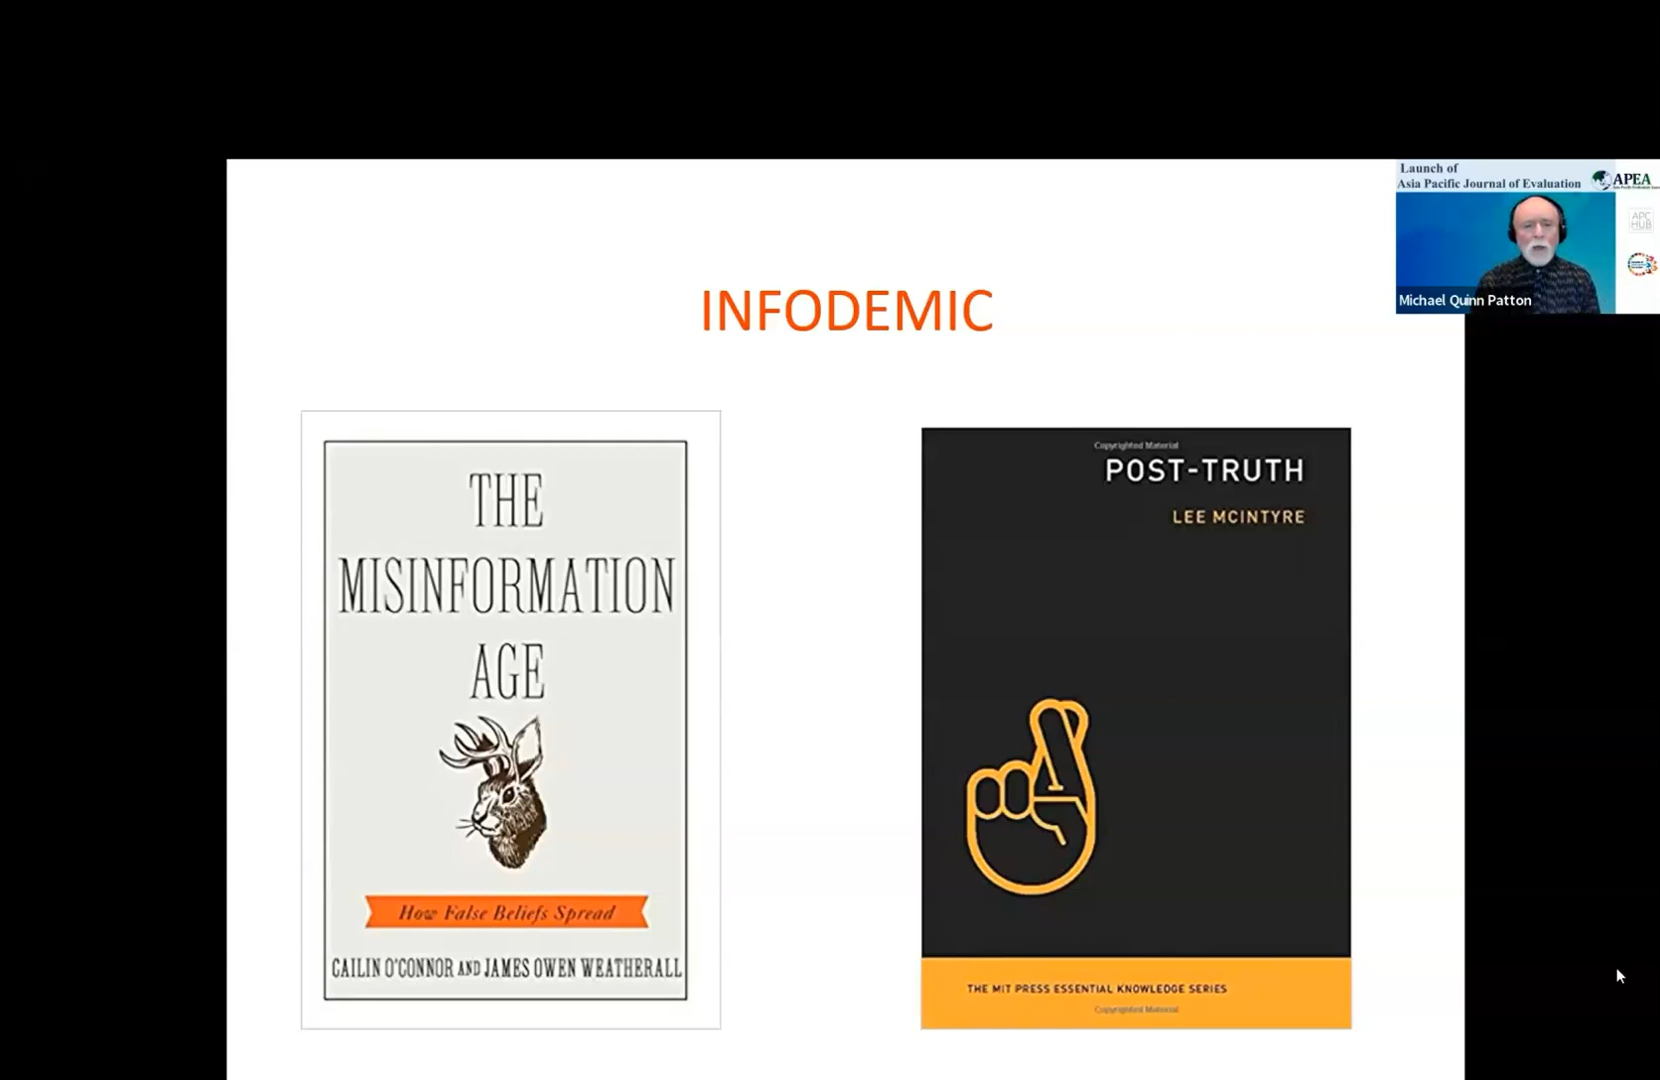 Launch of
Asia Pacific Journal of Evaluation
APEA
APC
HUB
Michael Quinn Patton
INFODEMIC
THE
MISINFORMATION
AGE
How False Beliefs Spread
CAILIN O'CONNOR AND JAMES OWEN WEATHERALL
Copyrighted Material
POST-TRUTH
LEE MCINTYRE
THE MIT PRESS ESSENTIAL KNOWLEDGE SERIES
Copyrighted Material